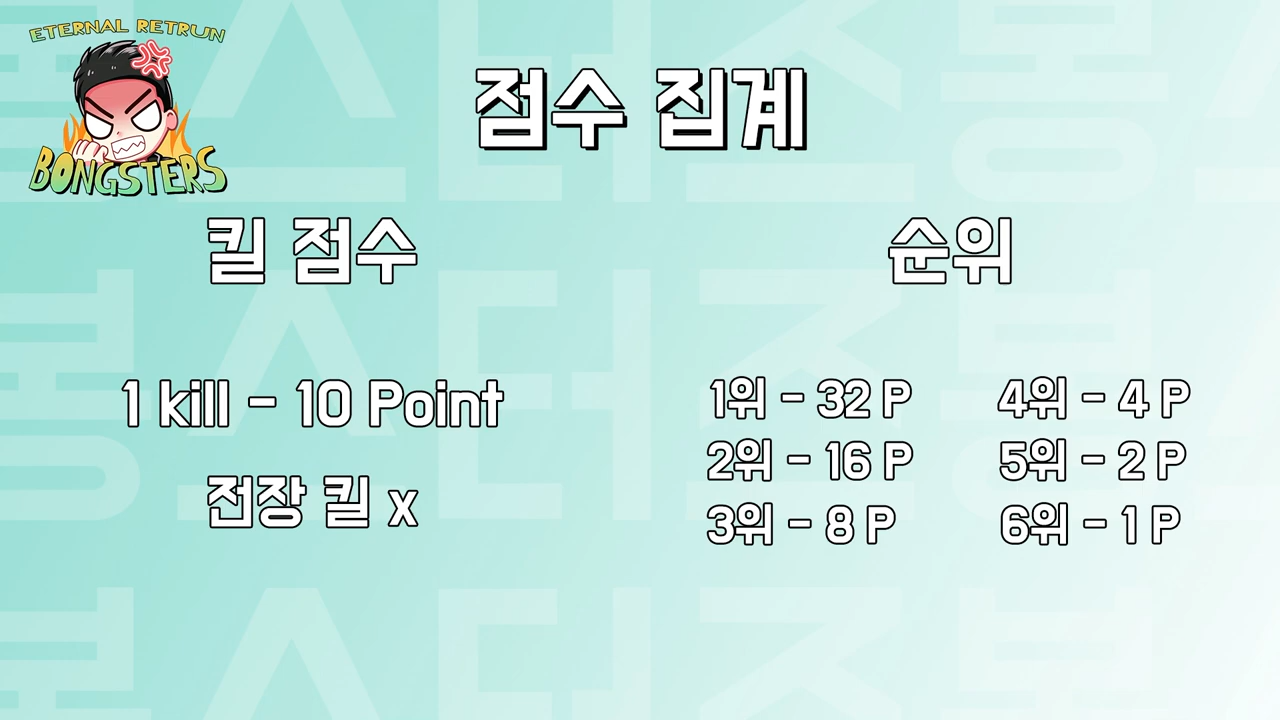 ETERNAL RETRUN
BONGSTERS
점수 집계
킬 점수
1 kill - 10 Point
전장 킬 x
순위
1위 - 32 P
2위 - 16 P
3위 - 8 P
4위 - 4 P
5위 - 2 P
6위 - 1 P